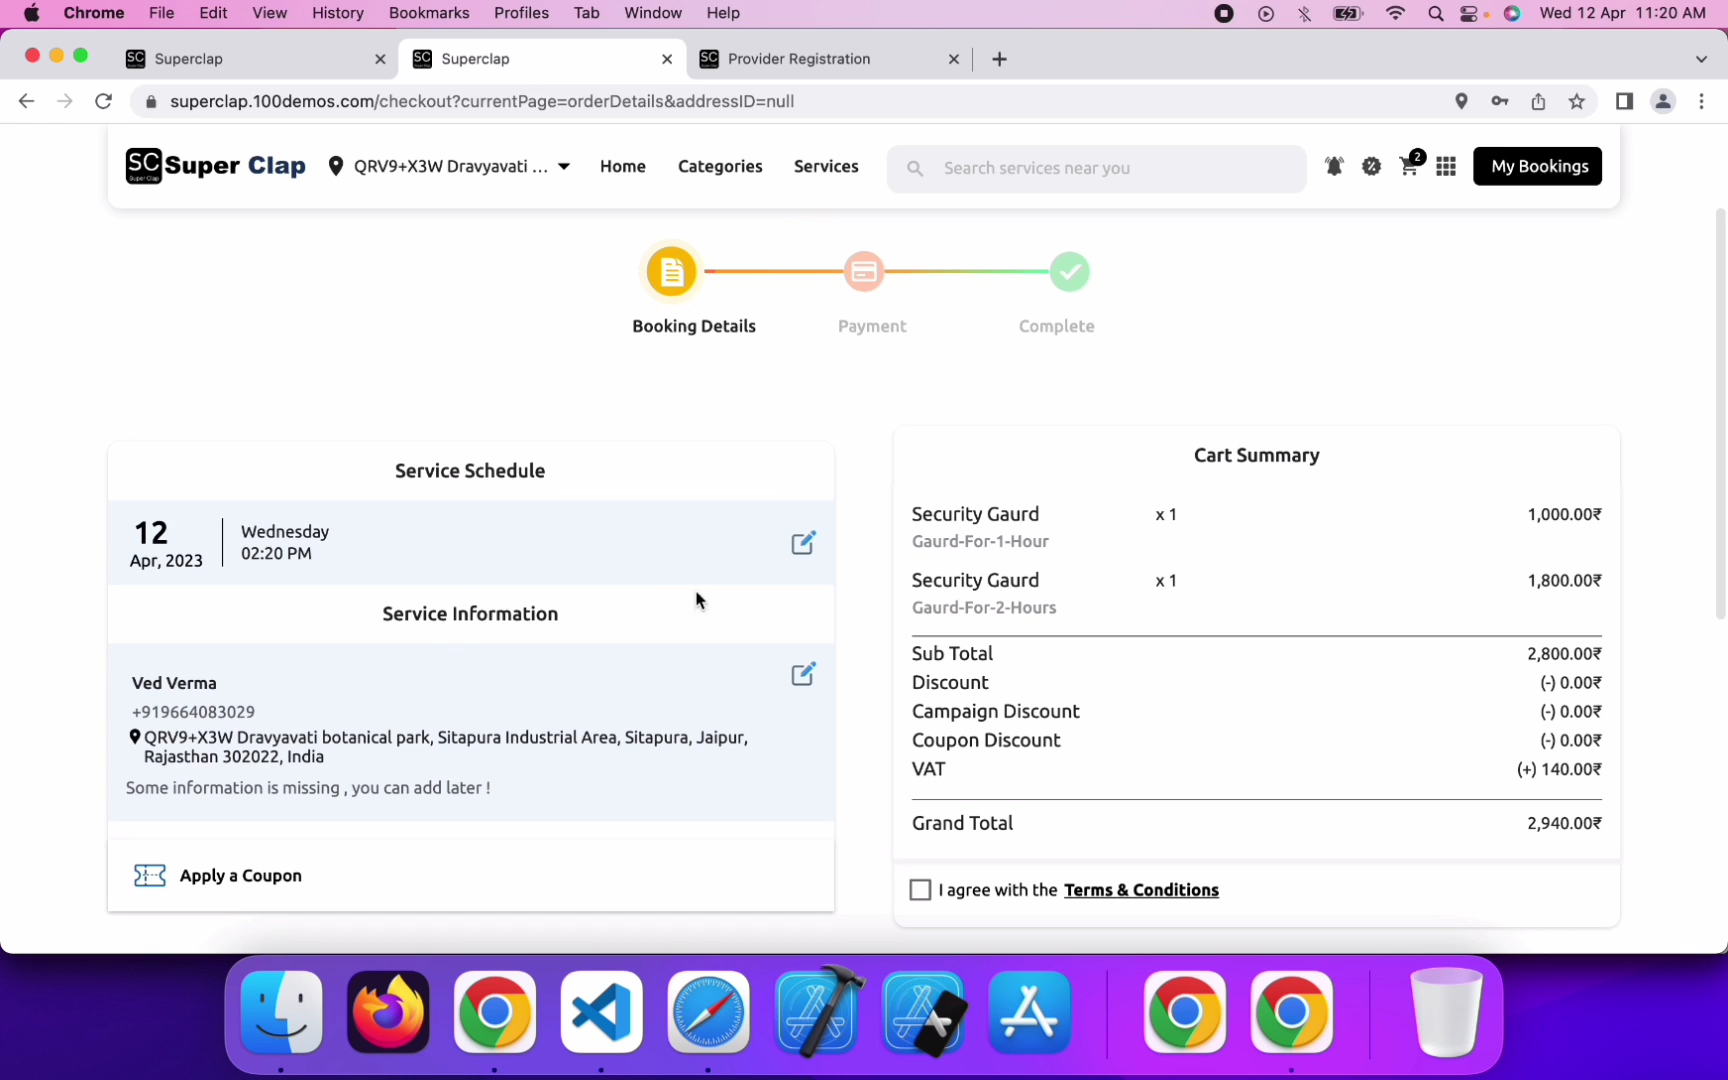 Chrome File Edit View History Bookmarks Profiles Tab Window Help Wed 12 Apr 11:20 AM
SC Superclap SC Superclap SC Provider Registration
superclap.100demos.com/checkout?currentPage=orderDetails&addressID=null
SC Super Clap QRV9+X3W Dravyavati ... Home Categories Services Search services near you 2 My Bookings
Super Clap
Booking Details Payment Complete
Service Schedule
12
Apr, 2023
Wednesday
02:20 PM
Service Information
Ved Verma
+919664083029
QRV9+X3W Dravyavati botanical park, Sitapura Industrial Area, Sitapura, Jaipur,
Rajasthan 302022, India
Some information is missing , you can add later !
Apply a Coupon
Cart Summary
Security Gaurd x 1 1,000.00₹
Gaurd-For-1-Hour
Security Gaurd x 1 1,800.00₹
Gaurd-For-2-Hours
Sub Total 2,800.00₹
Discount (-) 0.00₹
Campaign Discount (-) 0.00₹
Coupon Discount (-) 0.00₹
VAT (+) 140.00₹
Grand Total 2,940.00₹
I agree with the Terms & Conditions